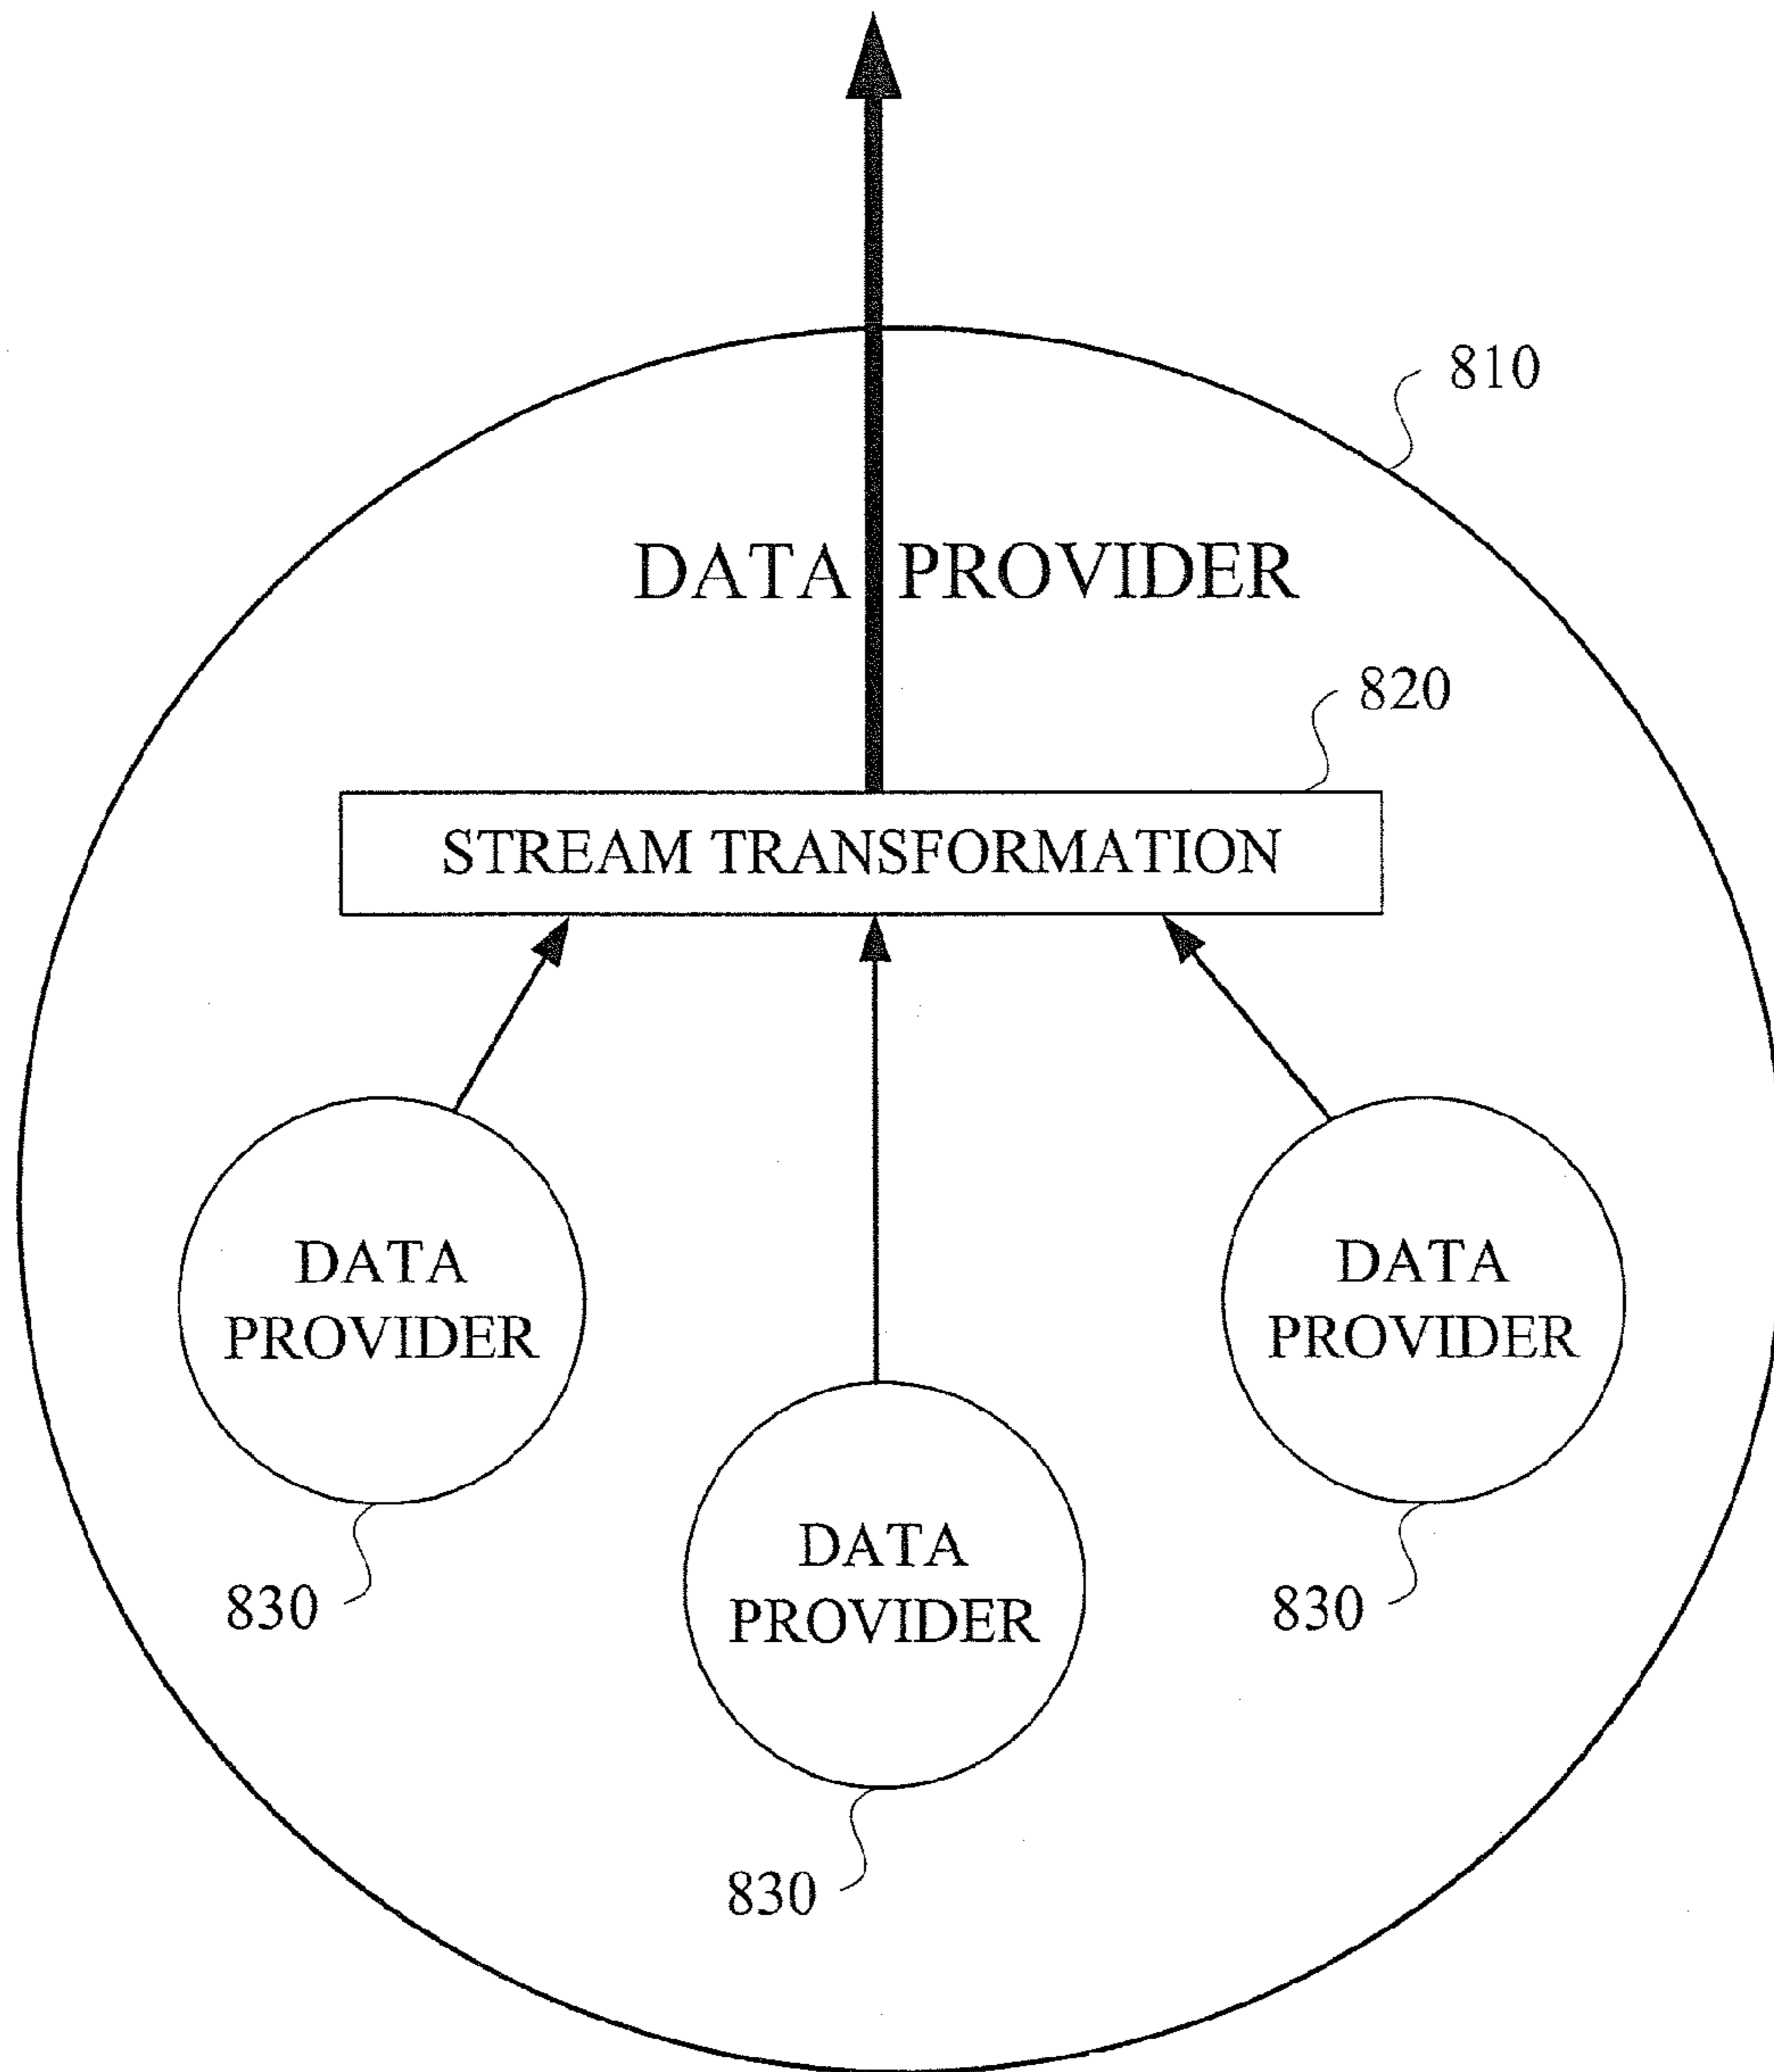 810
DATA PROVIDER
820
STREAM TRANSFORMATION
DATA
PROVIDER
830
DATA
PROVIDER
830
DATA
PROVIDER
830